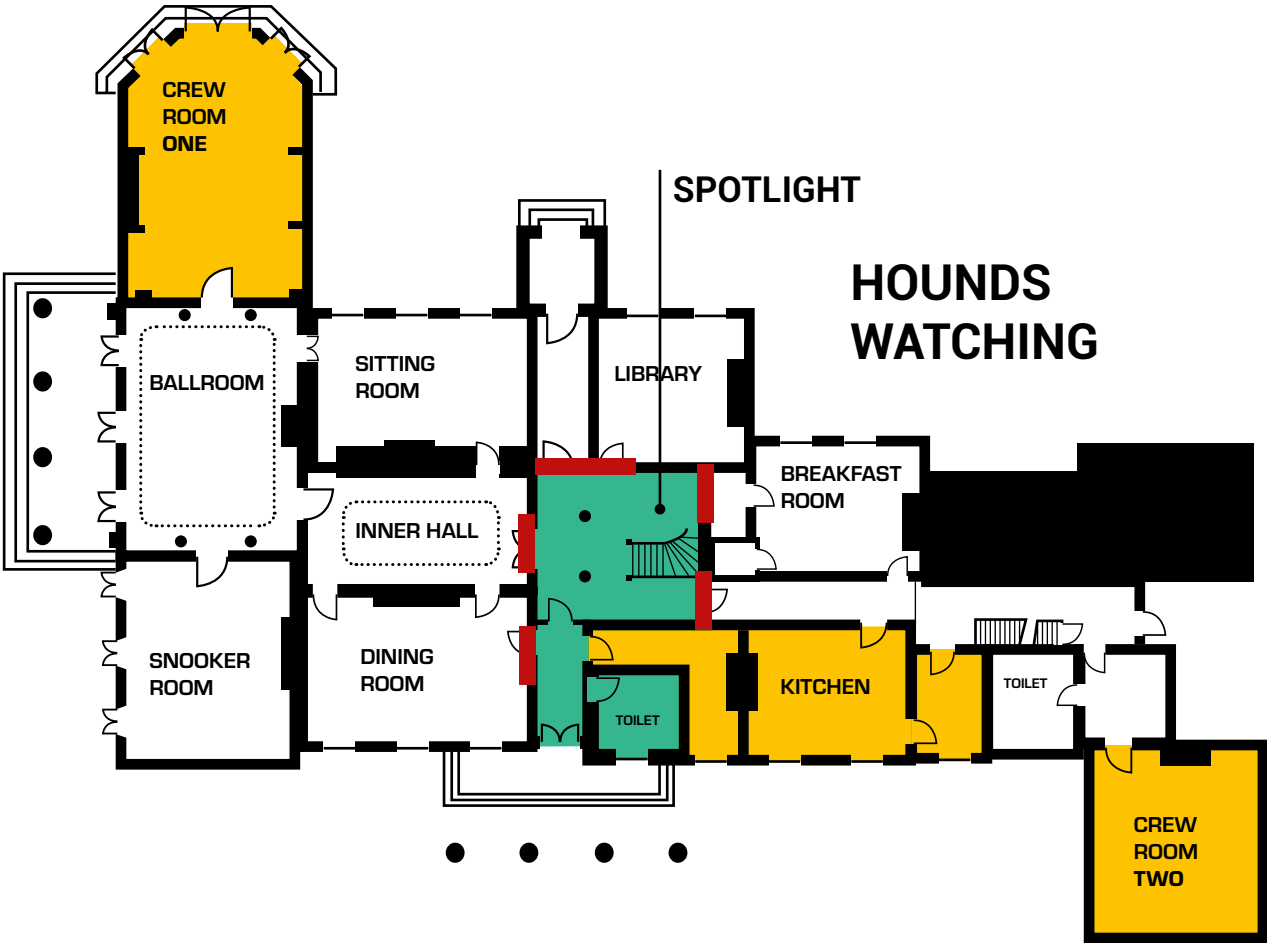 CREW
ROOM
ONE
SPOTLIGHT
HOUNDS
WATCHING
SITTING
ROOM
LIBRARY
BALLROOM
BREAKFAST
ROOM
INNER HALL
SNOOKER
ROOM
DINING
ROOM
TOILET
KITCHEN
TOILET
CREW
ROOM
TWO